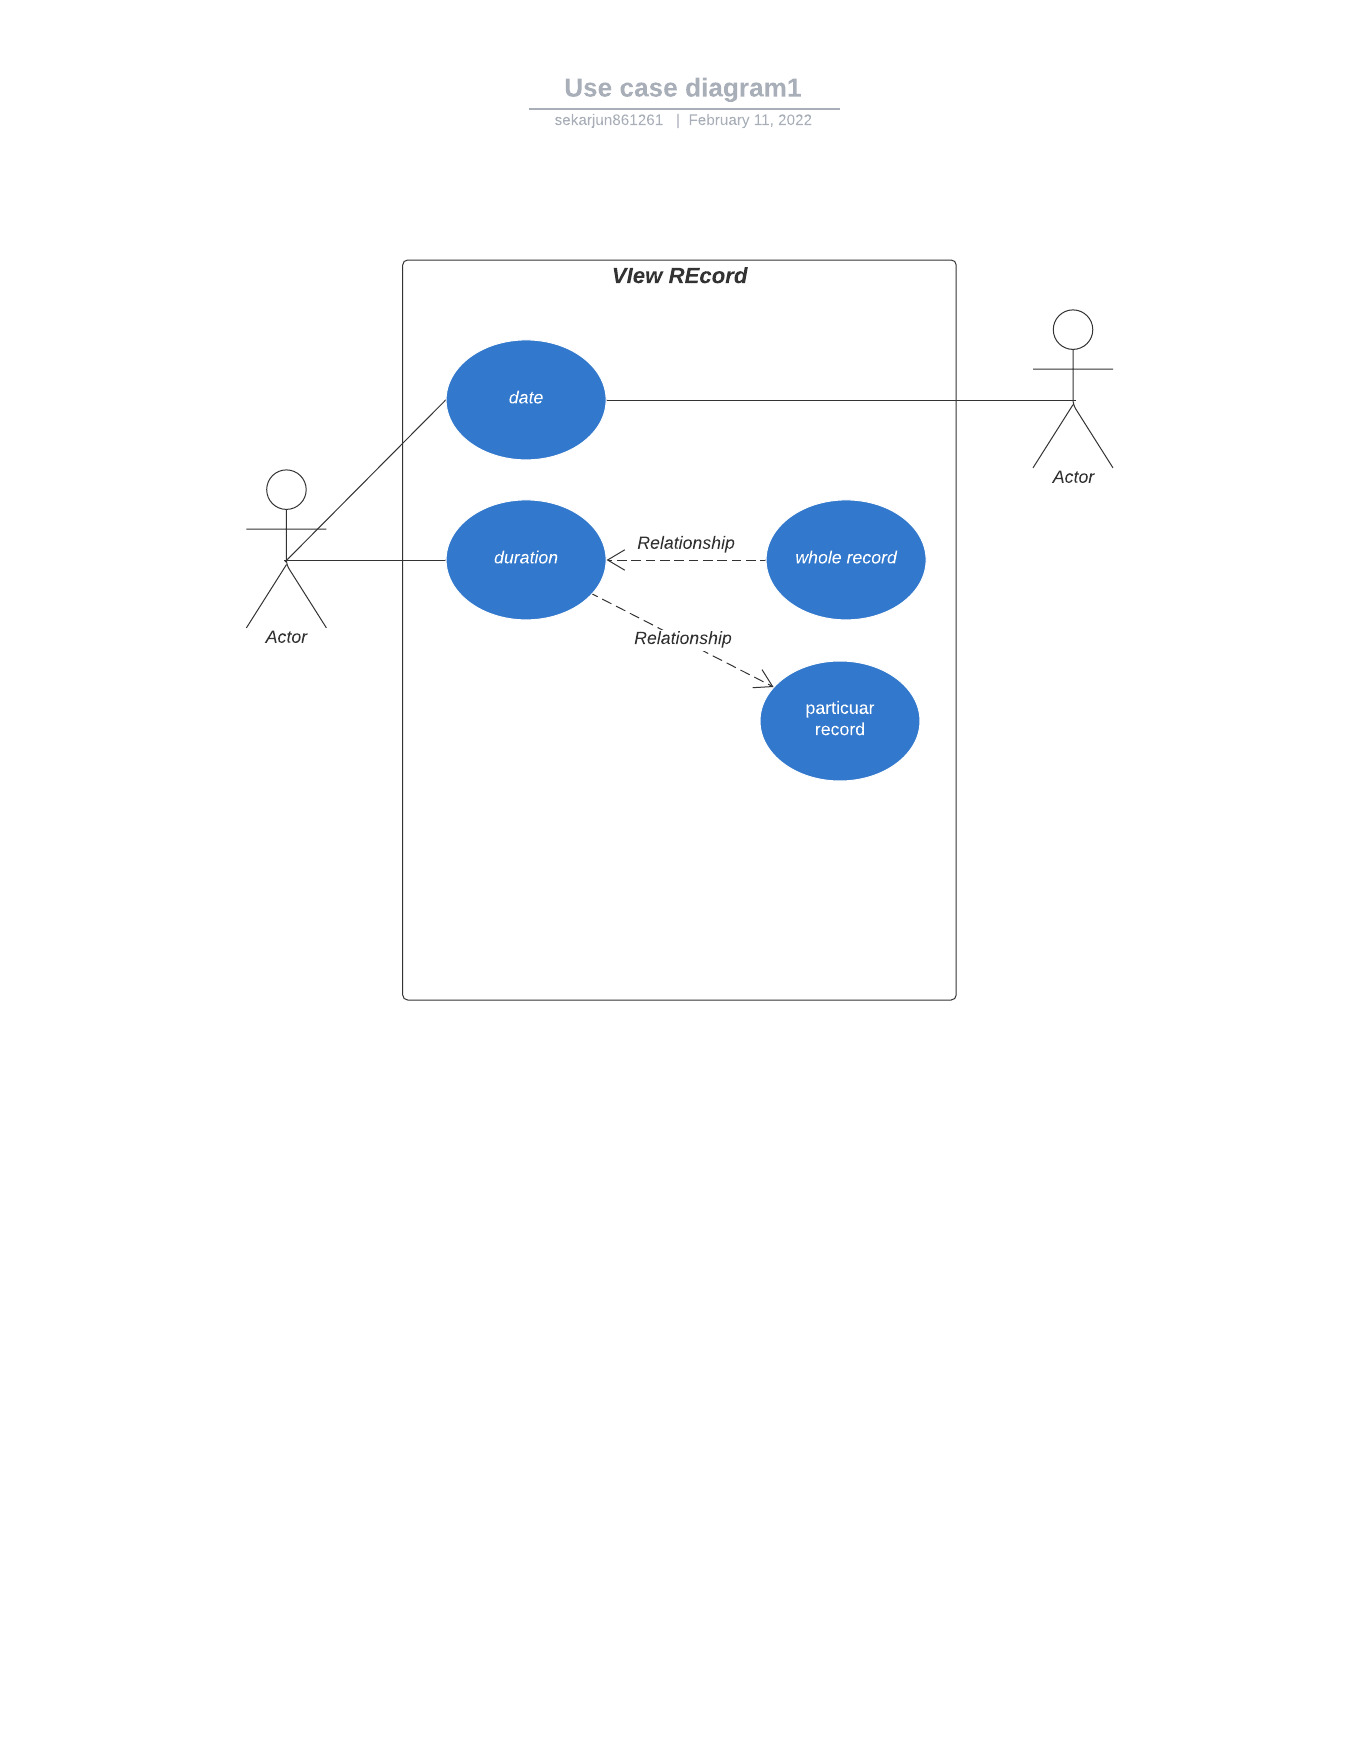 Use case diagram1
sekarjun861261 | February 11, 2022
VIew REcord
date
Actor
duration
Relationship
whole record
Actor
Relationship
particuar
record